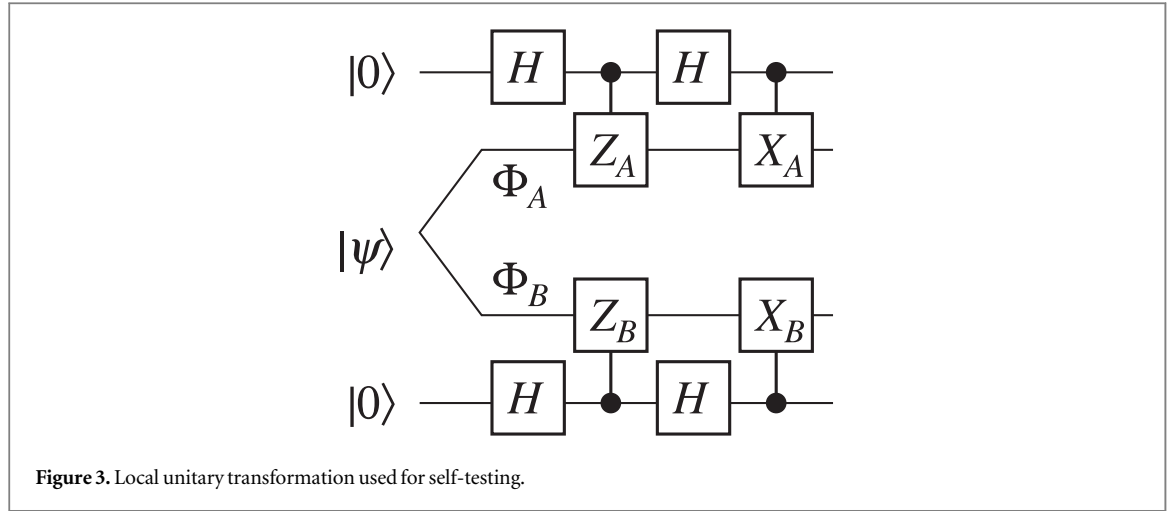 |0⟩ H H
Z_A X_A
Φ_A
|ψ⟩
Φ_B
Z_B X_B
|0⟩ H H
Figure 3. Local unitary transformation used for self-testing.